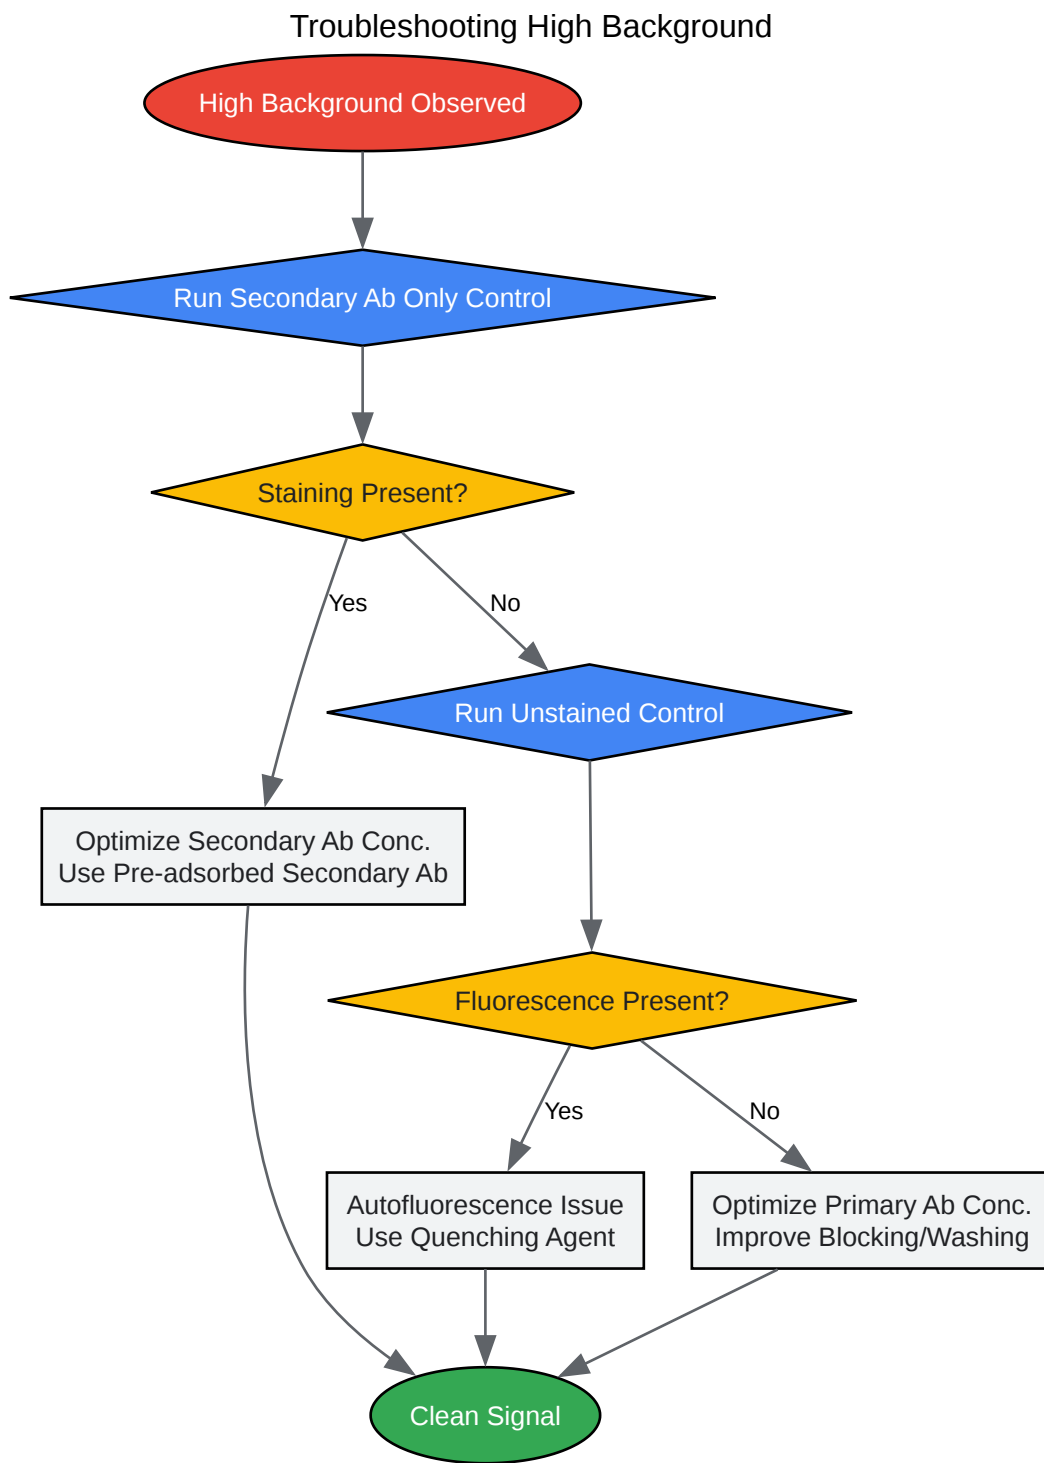 Troubleshooting High Background
High Background Observed
Run Secondary Ab Only Control
Staining Present?
Yes
No
Run Unstained Control
Optimize Secondary Ab Conc.
Use Pre-adsorbed Secondary Ab
Fluorescence Present?
Yes
No
Autofluorescence Issue
Use Quenching Agent
Optimize Primary Ab Conc.
Improve Blocking/Washing
Clean Signal